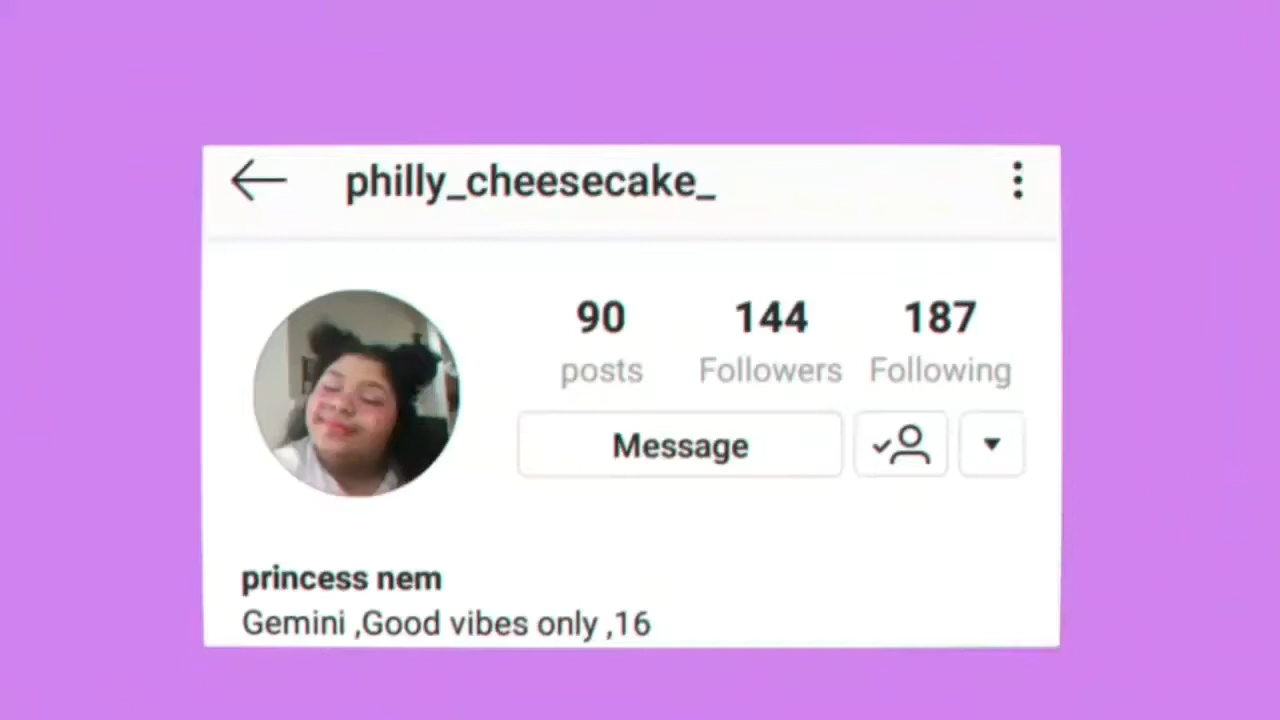 philly_cheesecake_
90 144 187
posts Followers Following
Message
princess nem
Gemini ,Good vibes only ,16